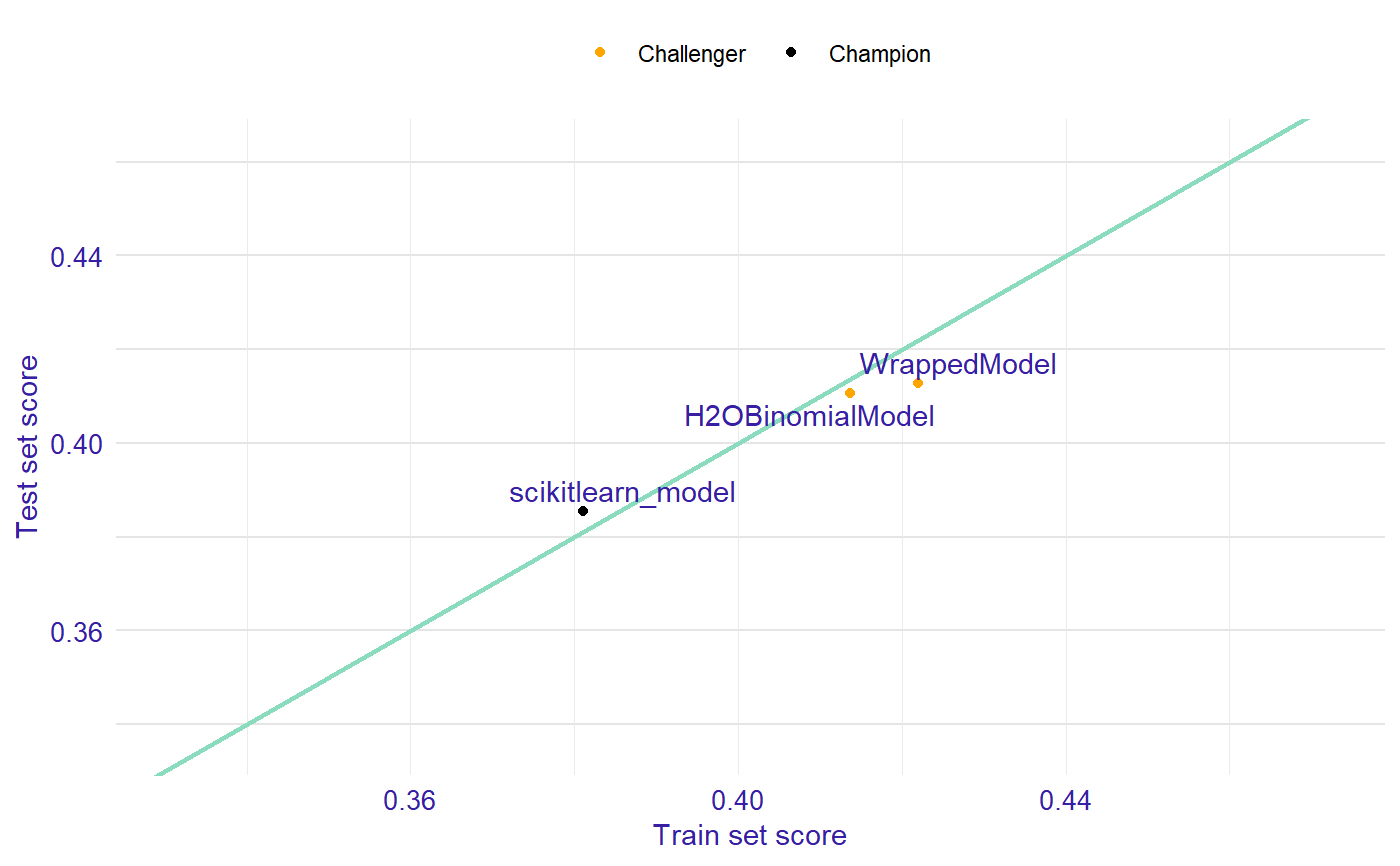 Challenger
Champion
0.44
0.40
0.36
Test set score
WrappedModel
H2OBinomialModel
scikitlearn_model
0.36
0.40
0.44
Train set score